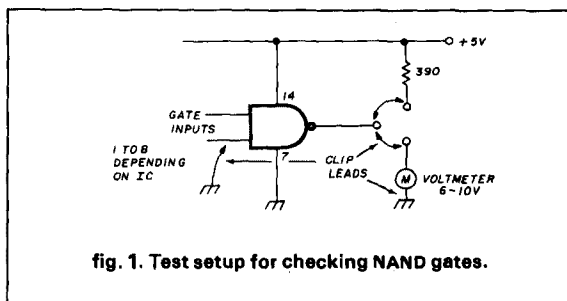 +5V
390
14
GATE
INPUTS
1 TO 8
DEPENDING
ON IC
7
CLIP
LEADS
M
VOLTMETER
6-10V
fig. 1. Test setup for checking NAND gates.